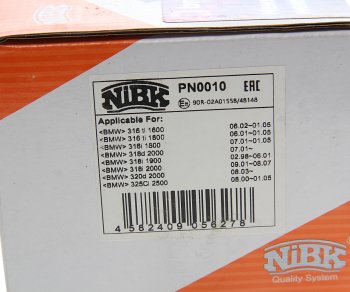 NiBK PN0010 EAC
90R-02A01558/48148
Applicable For:
<BMW> 316 ti 1600 06.02~01.05
<BMW> 316 ti 1800 06.01~01.05
<BMW> 316i 1800 07.01~01.05
<BMW> 318d 2000 07.01~
<BMW> 318i 1900 02.98~06.01
<BMW> 318i 2000 09.01~08.07
<BMW> 320d 2000 08.03~
<BMW> 325Ci 2500 08.00~01.05
4 562409 056278
NiBK
Quality System